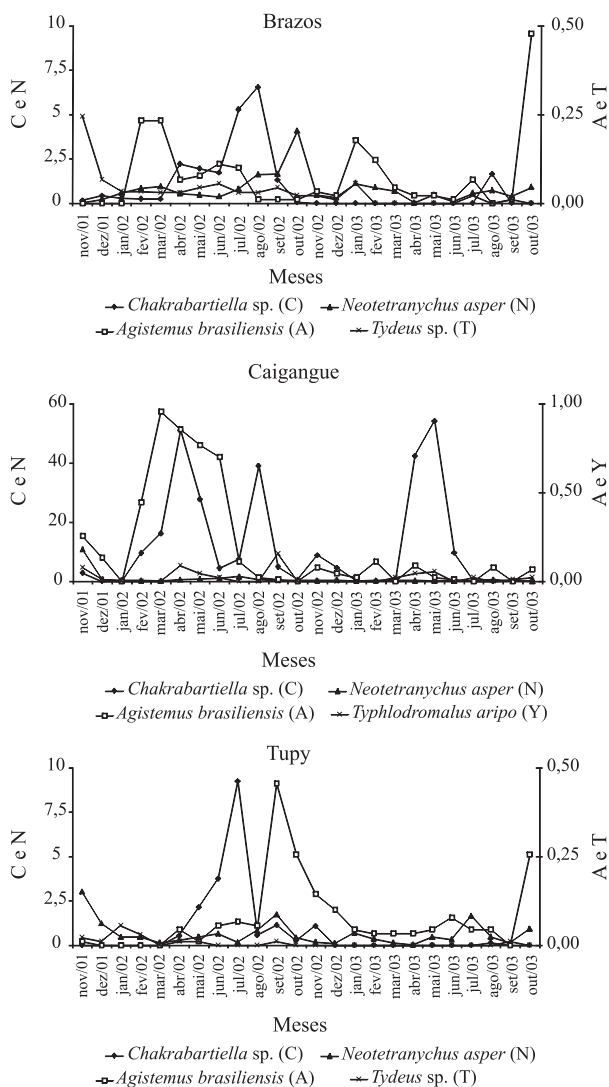 Brazos
10
7,5
5
2,5
0
C e N
0,50
0,25
0,00
A e T
nov/01 dez/01 jan/02 fev/02 mar/02 abr/02 mai/02 jun/02 jul/02 ago/02 set/02 out/02 nov/02 dez/02 jan/03 fev/03 mar/03 abr/03 mai/03 jun/03 jul/03 ago/03 set/03 out/03
Meses
Chakrabartiella sp. (C) Neotetranychus asper (N)
Agistemus brasiliensis (A) Tydeus sp. (T)
Caigangue
60
40
20
0
C e N
1,00
0,50
0,00
A e Y
nov/01 dez/01 jan/02 fev/02 mar/02 abr/02 mai/02 jun/02 jul/02 ago/02 set/02 out/02 nov/02 dez/02 jan/03 fev/03 mar/03 abr/03 mai/03 jun/03 jul/03 ago/03 set/03 out/03
Meses
Chakrabartiella sp. (C) Neotetranychus asper (N)
Agistemus brasiliensis (A) Typhlodromalus aripo (Y)
Tupy
10
7,5
5
2,5
0
C e N
0,50
0,25
0,00
A e T
nov/01 dez/01 jan/02 fev/02 mar/02 abr/02 mai/02 jun/02 jul/02 ago/02 set/02 out/02 nov/02 dez/02 jan/03 fev/03 mar/03 abr/03 mai/03 jun/03 jul/03 ago/03 set/03 out/03
Meses
Chakrabartiella sp. (C) Neotetranychus asper (N)
Agistemus brasiliensis (A) Tydeus sp. (T)